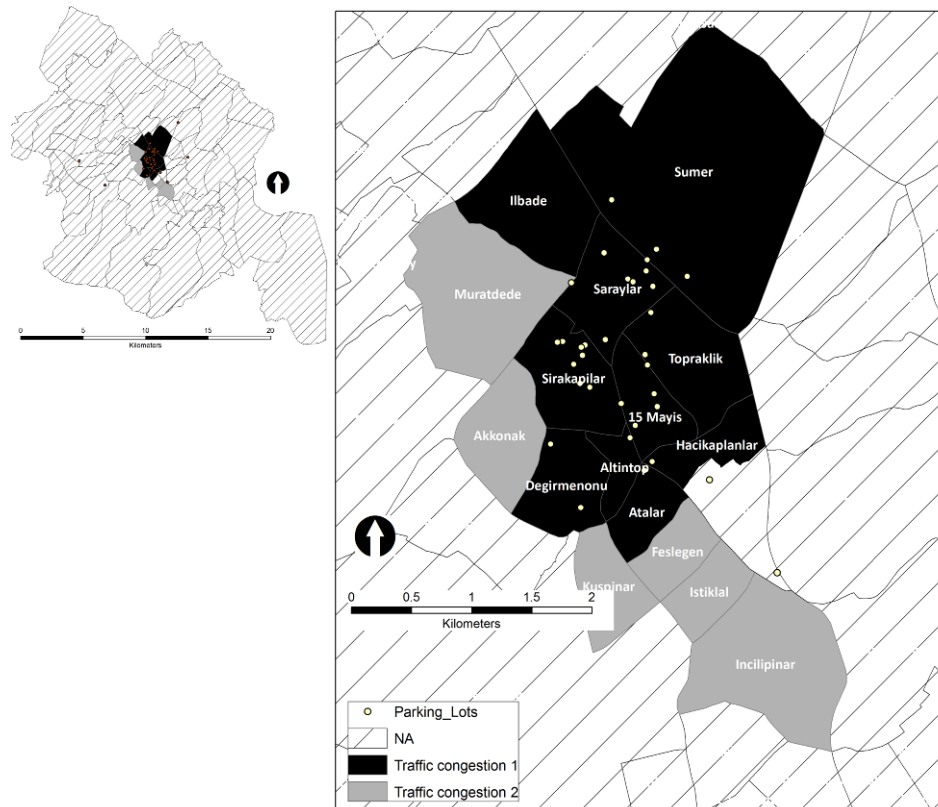 0 5 10 15 20
Kilometers
Sumer
Ilbade
Muratdede
Saraylar
Topraklik
Sirakapilar
15 Mayis
Akkonak
Hacikaplanlar
Altintop
Degirmenonu
Atalar
Feslegen
Kuspinar
Istiklal
0 0.5 1 1.5 2
Kilometers
Incilipinar
Parking_Lots
NA
Traffic congestion 1
Traffic congestion 2